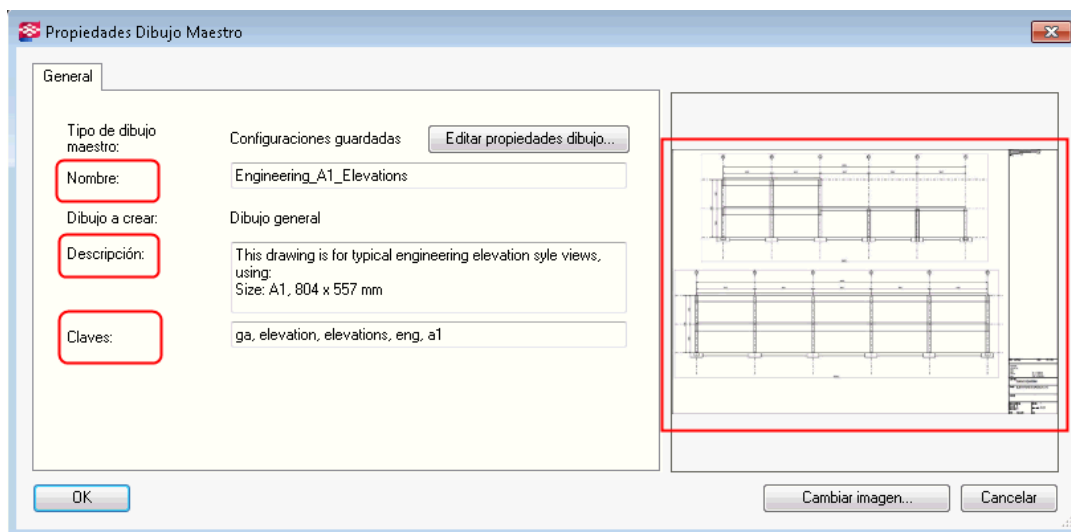 Propiedades Dibujo Maestro
General
Tipo de dibujo
maestro:
Configuraciones guardadas
Editar propiedades dibujo...
Nombre:
Engineering_A1_Elevations
Dibujo a crear:
Dibujo general
Descripción:
This drawing is for typical engineering elevation syle views,
using:
Size: A1, 804 x 557 mm
Claves:
ga, elevation, elevations, eng, a1
OK
Cambiar imagen...
Cancelar